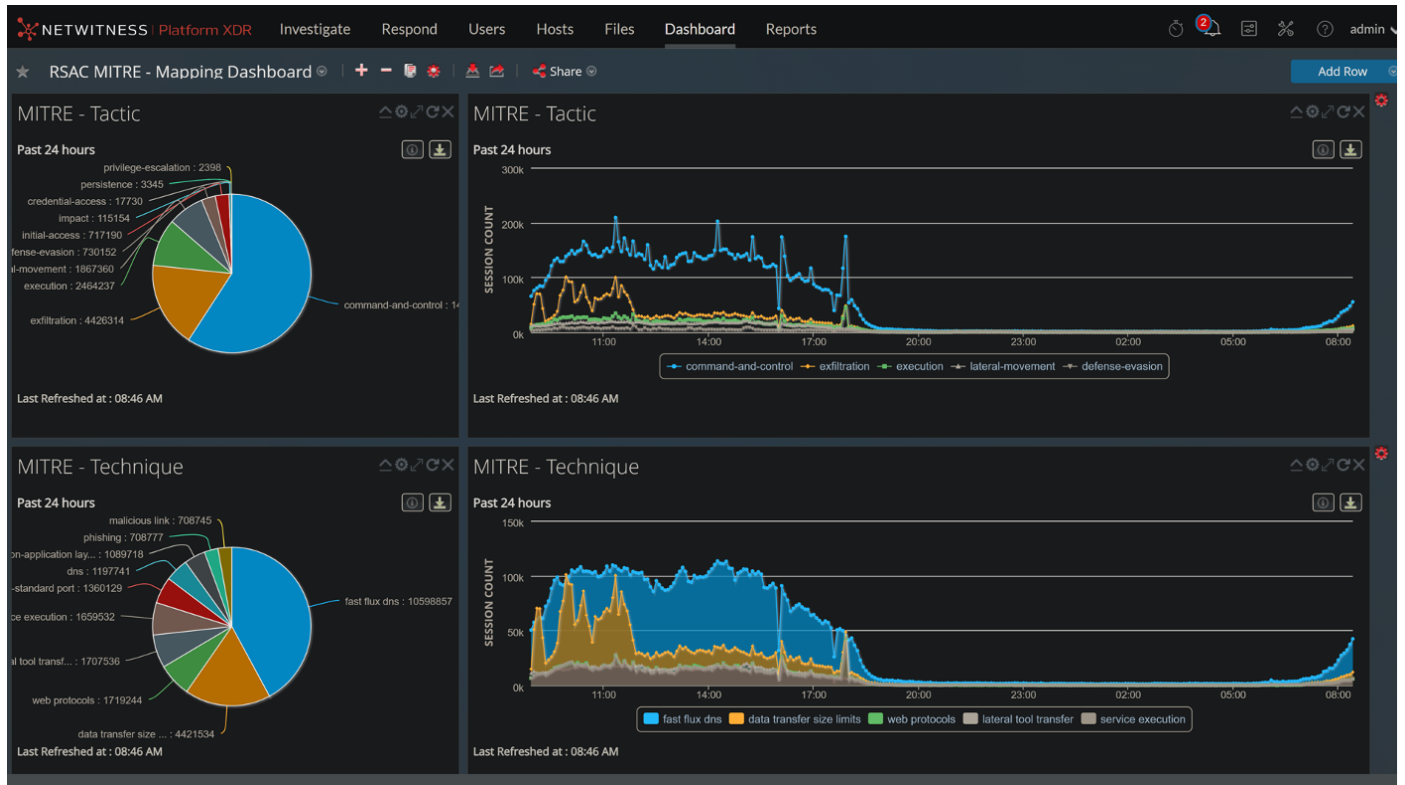 NETWITNESS Platform XDR Investigate Respond Users Hosts Files Dashboard Reports 2 admin
RSAC MITRE - Mapping Dashboard Share Add Row
MITRE - Tactic
Past 24 hours
privilege-escalation : 2398
persistence : 3345
credential-access : 17730
impact : 115154
initial-access : 717190
fense-evasion : 730152
al-movement : 1867360
execution : 2464237
exfiltration : 4426314
command-and-control : 14
Last Refreshed at : 08:46 AM
MITRE - Tactic
Past 24 hours
SESSION COUNT
300k
200k
100k
0k
11:00 14:00 17:00 20:00 23:00 02:00 05:00 08:00
command-and-control exfiltration execution lateral-movement defense-evasion
Last Refreshed at : 08:46 AM
MITRE - Technique
Past 24 hours
malicious link : 708745
phishing : 708777
on-application lay... : 1089718
dns : 1197741
-standard port : 1360129
ce execution : 1659532
al tool transf... : 1707536
web protocols : 1719244
data transfer size ... : 4421534
fast flux dns : 10598857
Last Refreshed at : 08:46 AM
MITRE - Technique
Past 24 hours
SESSION COUNT
150k
100k
50k
0k
11:00 14:00 17:00 20:00 23:00 02:00 05:00 08:00
fast flux dns data transfer size limits web protocols lateral tool transfer service execution
Last Refreshed at : 08:46 AM